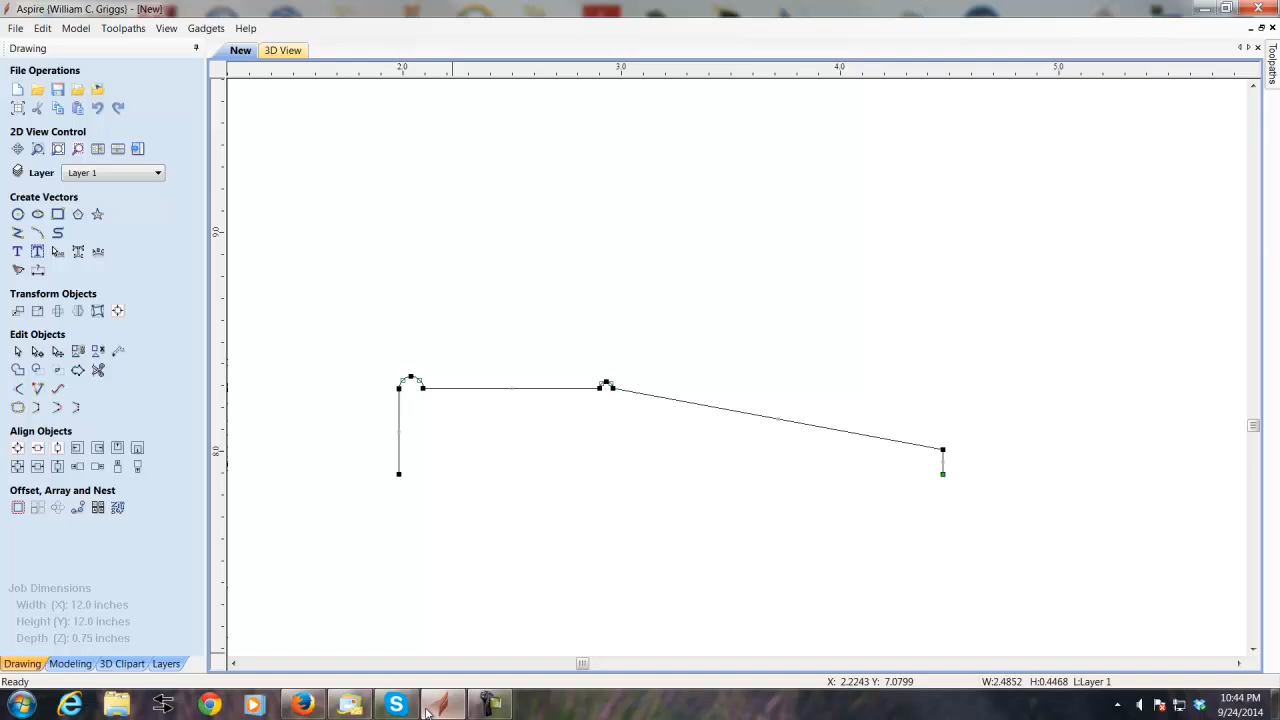 Aspire {William C. Griggs} - [New]
File Edit Model Toolpaths View Gadgets Help
Drawing
New 3D View
Toolpaths
File Operations
2D View Control
Layer Layer 1
Create Vectors
Transform Objects
Edit Objects
Align Objects
Offset, Array and Nest
Job Dimensions
Width (X): 12.0 inches
Height (Y): 12.0 inches
Depth (Z): 0.75 inches
Drawing Modeling 3D Clipart Layers
2.0 3.0 4.0 5.0
9.0
8.0
Ready X: 2.2243 Y: 7.0799 W:2.4852 H:0.4468 L:Layer 1
10:44 PM
9/24/2014